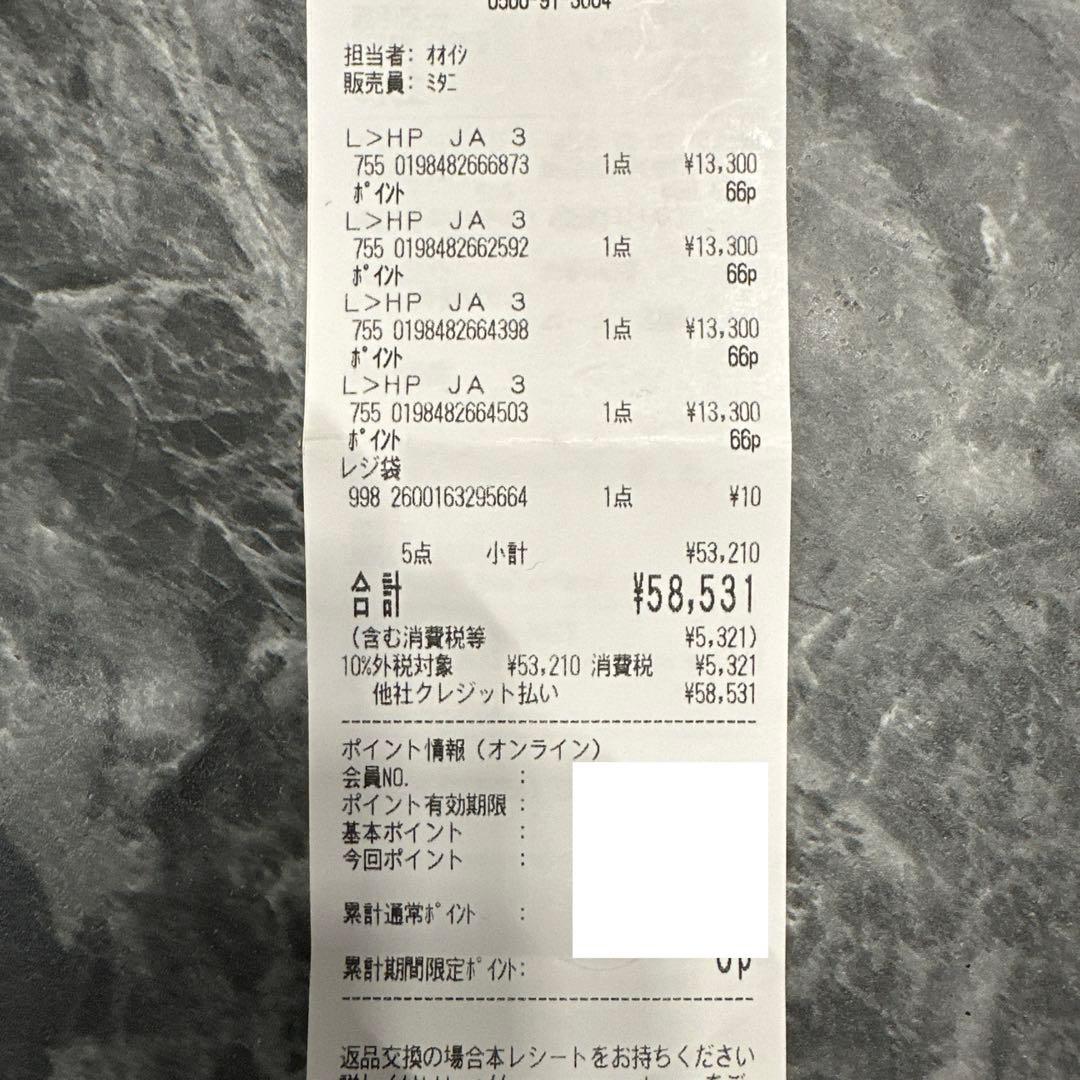 担当者: ｵｵｲｼ
販売員: ﾐﾀﾆ
L>HP JA 3
755 0198482666873 1点 ¥13,300
ﾎﾟｲﾝﾄ 66p
L>HP JA 3
755 0198482662592 1点 ¥13,300
ﾎﾟｲﾝﾄ 66p
L>HP JA 3
755 0198482664398 1点 ¥13,300
ﾎﾟｲﾝﾄ 66p
L>HP JA 3
755 0198482664503 1点 ¥13,300
ﾎﾟｲﾝﾄ 66p
レジ袋
998 2600163295664 1点 ¥10
5点 小計 ¥53,210
合計 ¥58,531
(含む消費税等 ¥5,321)
10%外税対象 ¥53,210 消費税 ¥5,321
他社クレジット払い ¥58,531
ポイント情報(オンライン)
会員NO. :
ポイント有効期限 :
基本ポイント :
今回ポイント :
累計通常ﾎﾟｲﾝﾄ :
累計期間限定ﾎﾟｲﾝﾄ: 0p
返品交換の場合本レシートをお持ちください